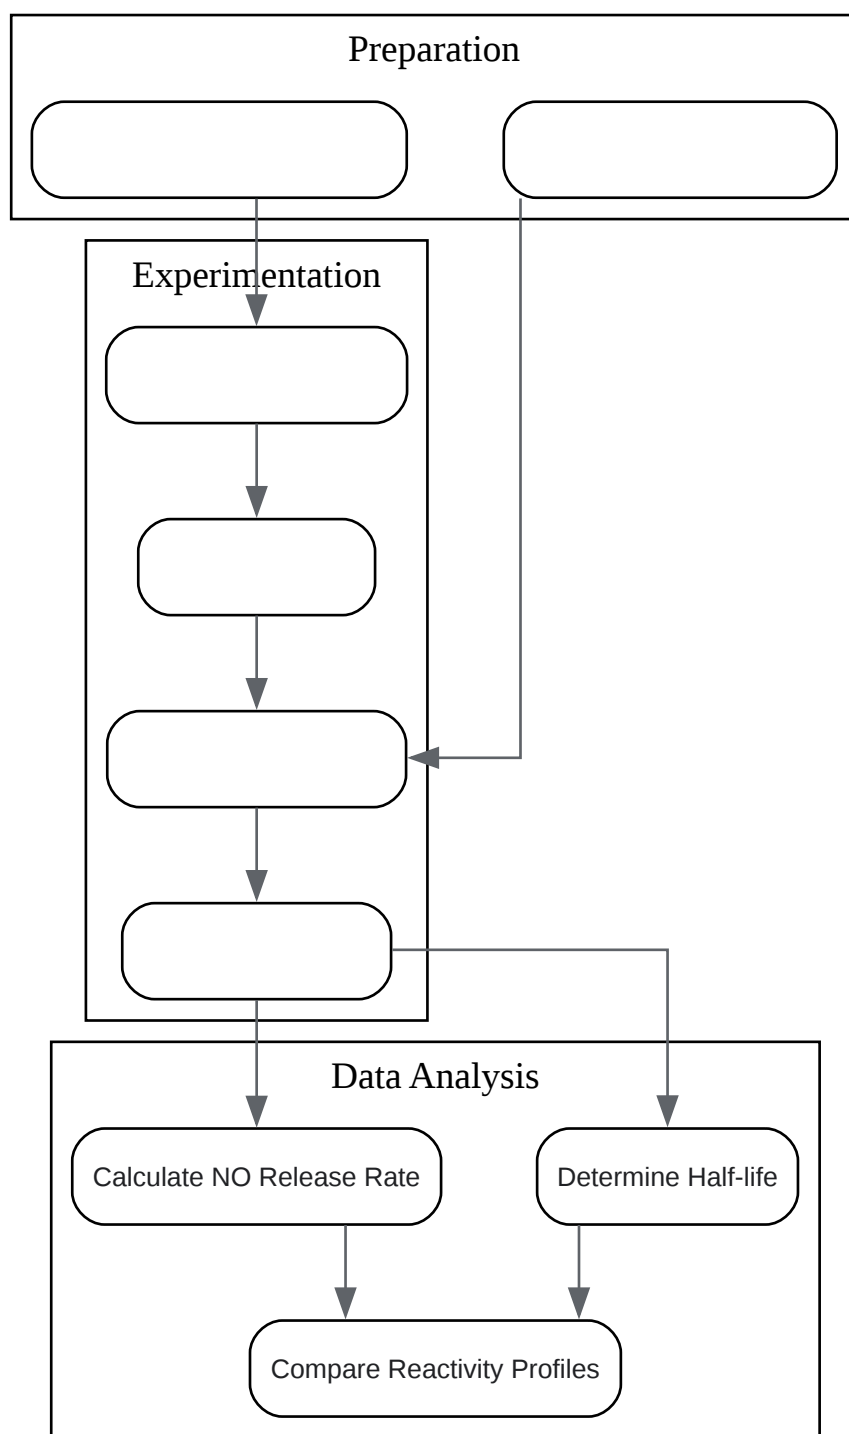 Preparation
Experimentation
Data Analysis
Calculate NO Release Rate
Determine Half-life
Compare Reactivity Profiles